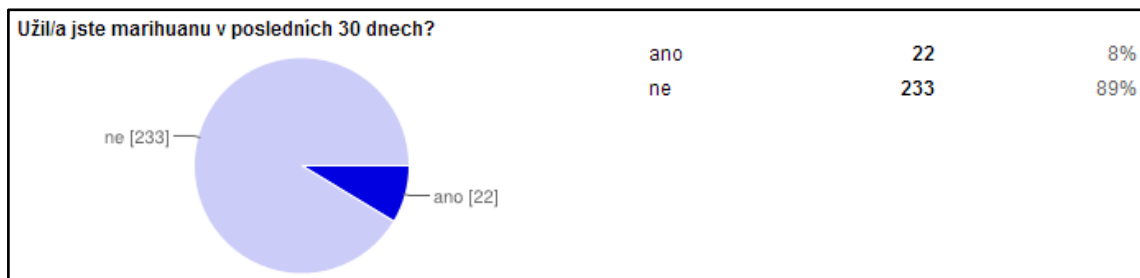 Užil/a jste marihuanu v posledních 30 dnech?
ano 22 8%
ne 233 89%
ne [233]
ano [22]